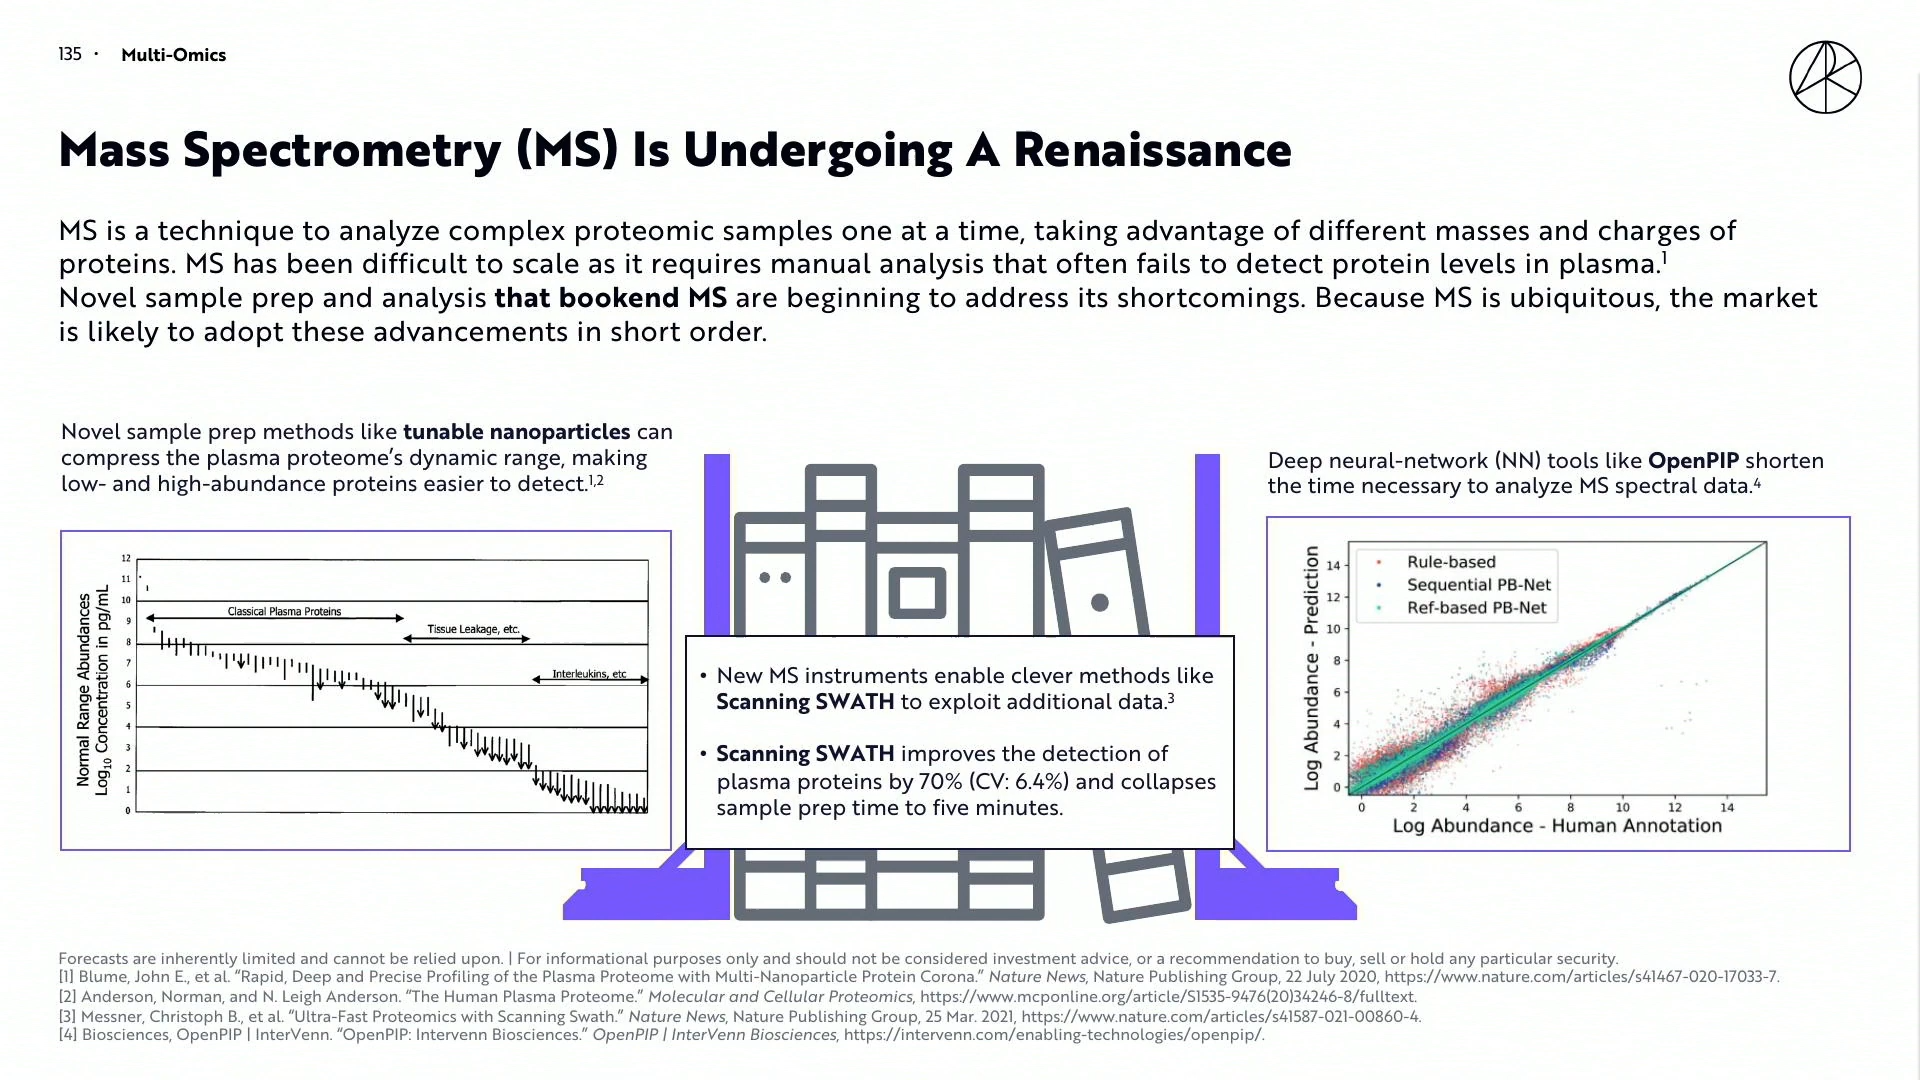 135 · Multi-Omics
Mass Spectrometry (MS) Is Undergoing A Renaissance
MS is a technique to analyze complex proteomic samples one at a time, taking advantage of different masses and charges of
proteins. MS has been difficult to scale as it requires manual analysis that often fails to detect protein levels in plasma.1
Novel sample prep and analysis that bookend MS are beginning to address its shortcomings. Because MS is ubiquitous, the market
is likely to adopt these advancements in short order.
Novel sample prep methods like tunable nanoparticles can
compress the plasma proteome’s dynamic range, making
low- and high-abundance proteins easier to detect.1,2
Normal Range Abundances
Log10 Concentration in pg/mL
12
11
10
9
8
7
6
5
4
3
2
1
0
Classical Plasma Proteins
Tissue Leakage, etc.
Interleukins, etc
• New MS instruments enable clever methods like
Scanning SWATH to exploit additional data.3
• Scanning SWATH improves the detection of
plasma proteins by 70% (CV: 6.4%) and collapses
sample prep time to five minutes.
Deep neural-network (NN) tools like OpenPIP shorten
the time necessary to analyze MS spectral data.4
Log Abundance - Prediction
14
12
10
8
6
4
2
0
Rule-based
Sequential PB-Net
Ref-based PB-Net
0 2 4 6 8 10 12 14
Log Abundance - Human Annotation
Forecasts are inherently limited and cannot be relied upon. | For informational purposes only and should not be considered investment advice, or a recommendation to buy, sell or hold any particular security.
[1] Blume, John E., et al. “Rapid, Deep and Precise Profiling of the Plasma Proteome with Multi-Nanoparticle Protein Corona.” Nature News, Nature Publishing Group, 22 July 2020, https://www.nature.com/articles/s41467-020-17033-7.
[2] Anderson, Norman, and N. Leigh Anderson. “The Human Plasma Proteome.” Molecular and Cellular Proteomics, https://www.mcponline.org/article/S1535-9476(20)34246-8/fulltext.
[3] Messner, Christoph B., et al. “Ultra-Fast Proteomics with Scanning Swath.” Nature News, Nature Publishing Group, 25 Mar. 2021, https://www.nature.com/articles/s41587-021-00860-4.
[4] Biosciences, OpenPIP | InterVenn. “OpenPIP: Intervenn Biosciences.” OpenPIP | InterVenn Biosciences, https://intervenn.com/enabling-technologies/openpip/.